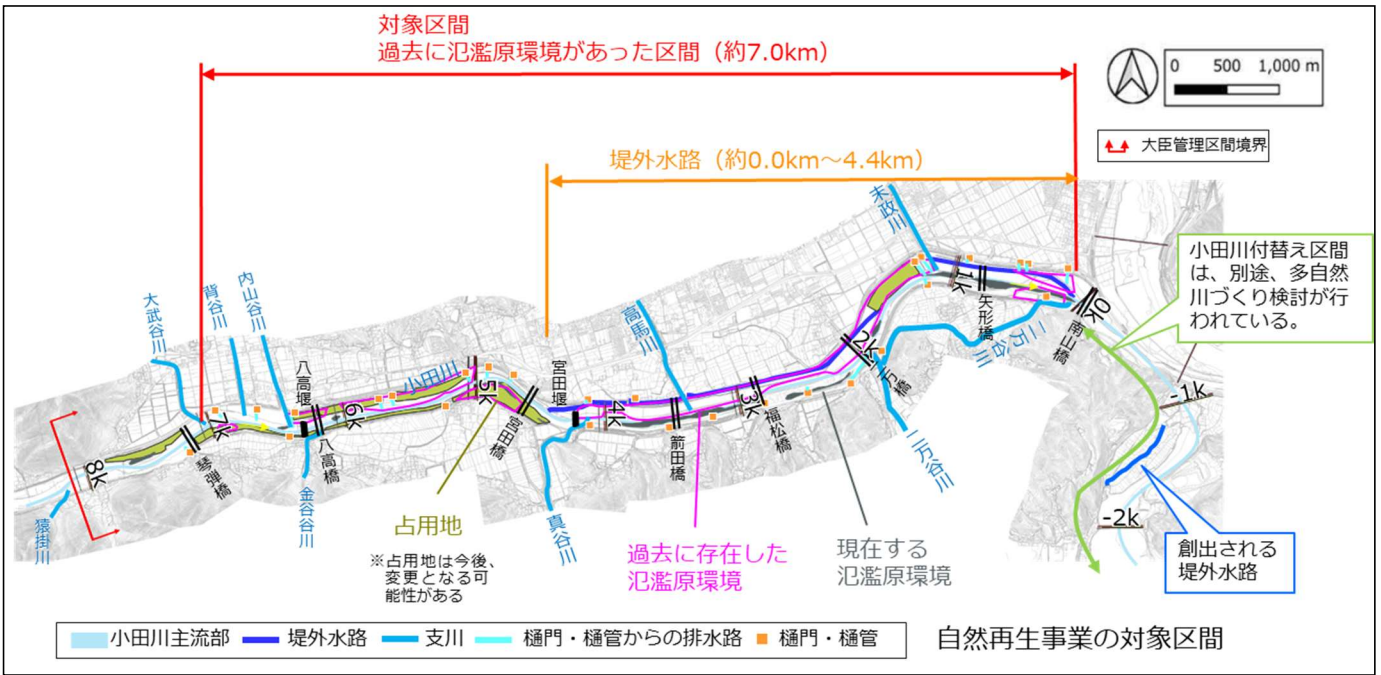 対象区間
過去に氾濫原環境があった区間（約7.0km）
0 500 1,000 m
大臣管理区間境界
堤外水路（約0.0km～4.4km）
末政川
小田川付替え区間
は、別途、多自然
川づくり検討が行
われている。
大武谷川
背谷川
内山谷川
八高堰
小田川
宮田堰
高馬川
1k
矢形橋
二万谷川
0k
南山橋
-1k
8k
7k
琴弾橋
6k
八高橋
5k
宮田橋
4k
箭田橋
3k
福松橋
2k
二万橋
二万谷川
猿掛川
金谷谷川
真谷川
占用地
※占用地は今後、
変更となる可
能性がある
過去に存在した
氾濫原環境
現在する
氾濫原環境
-2k
創出される
堤外水路
小田川主流部 堤外水路 支川 樋門・樋管からの排水路 樋門・樋管
自然再生事業の対象区間